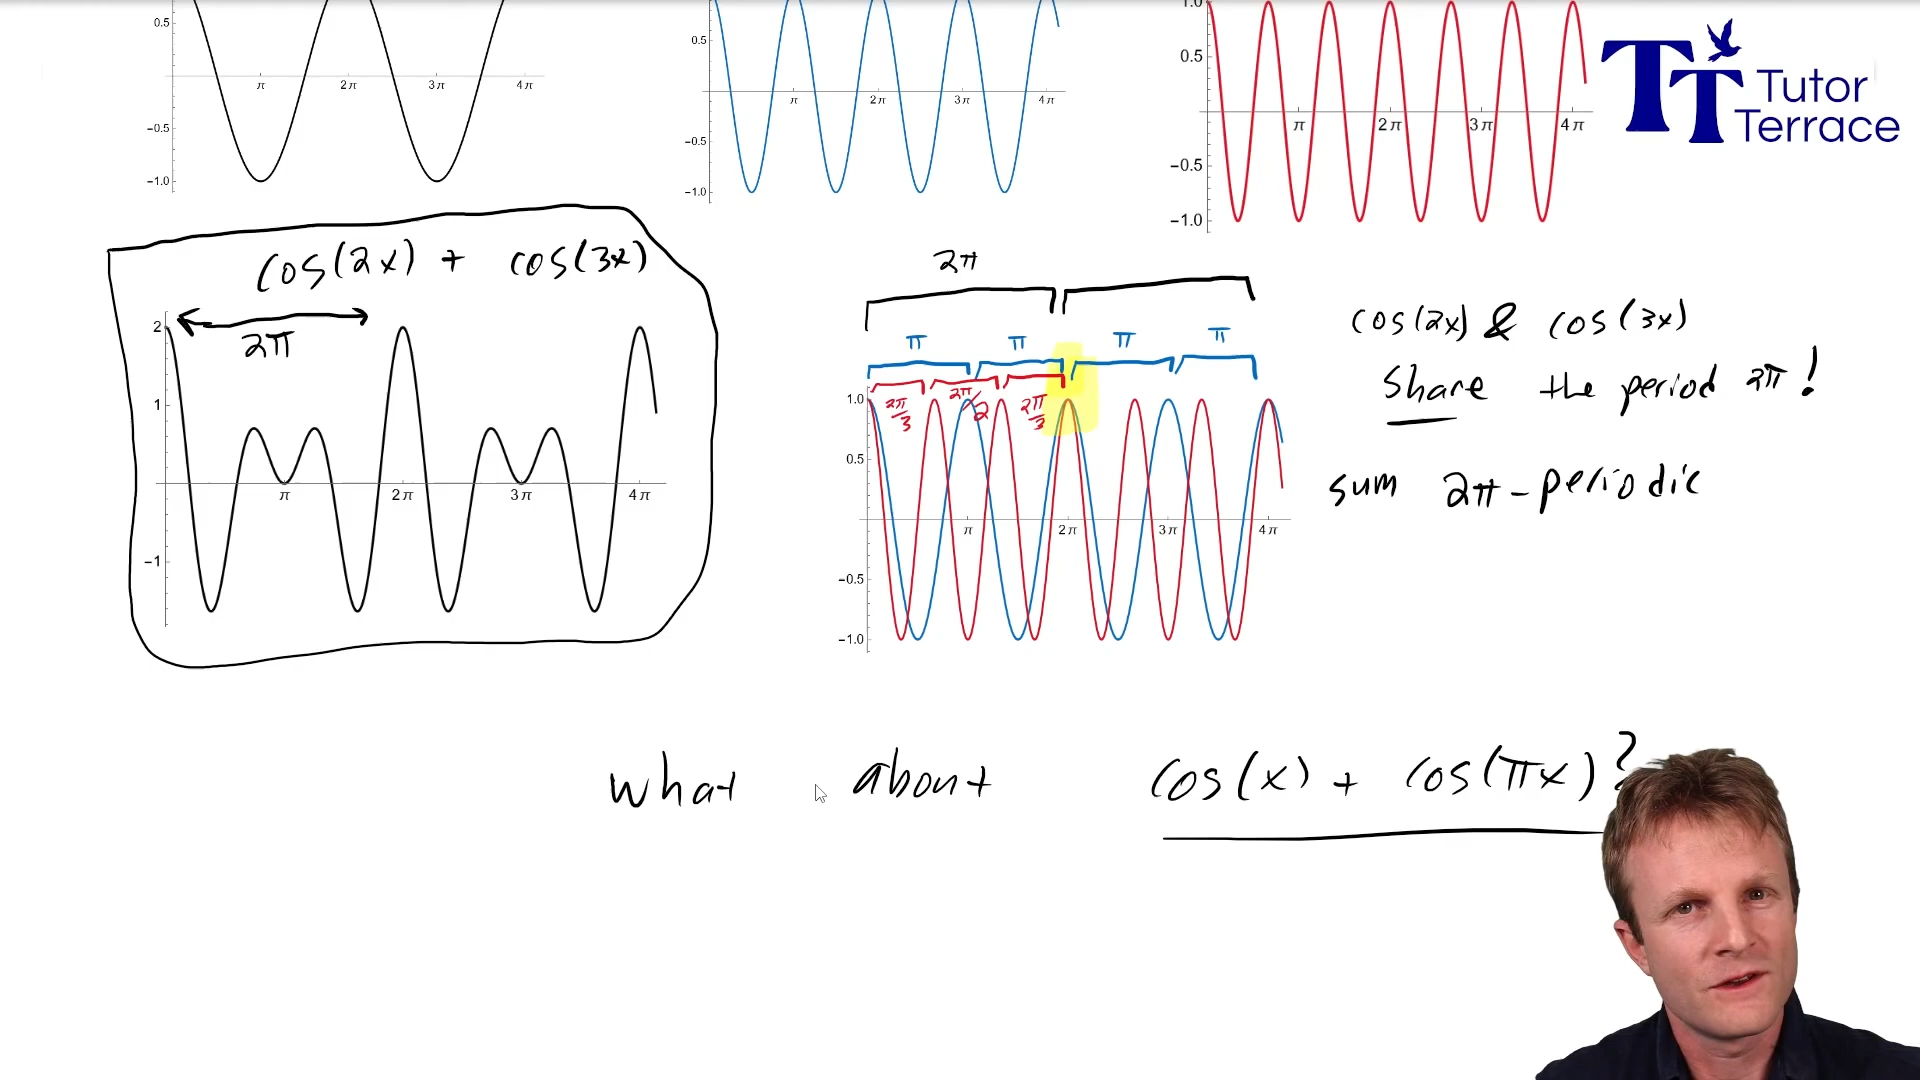 0.5
π 2π 3π 4π
−0.5
−1.0
0.5
π 2π 3π 4π
−0.5
−1.0
1.0
0.5
π 2π 3π 4π
−0.5
−1.0
TT Tutor
Terrace
cos(2x) + cos(3x)
2π
2
1
π 2π 3π 4π
−1
2π
π π π π
2π/3 2π/2 2π/3
1.0
0.5
π 2π 3π 4π
−0.5
−1.0
cos(2x) & cos(3x)
Share the period 2π!
sum 2π-periodic
what about cos(x) + cos(πx)?